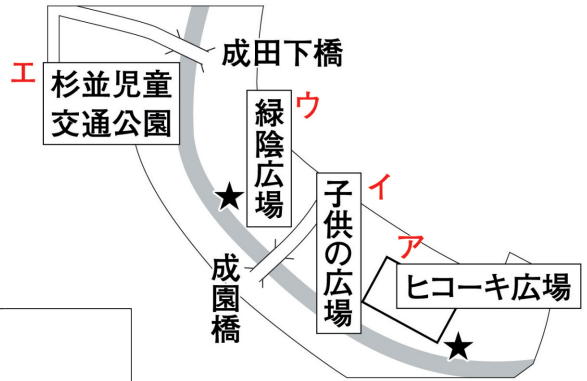 成田下橋
エ
杉並児童
交通公園
ウ
緑陰広場
イ
子供の広場
ア
ヒコーキ広場
成園橋
★
★